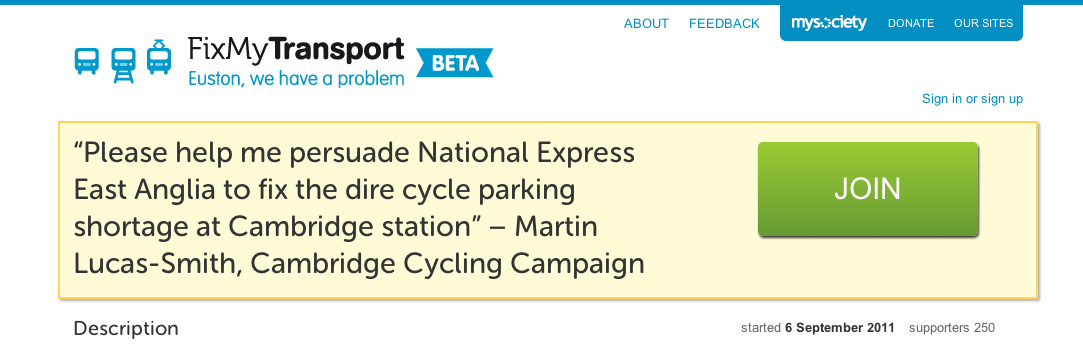 ABOUT FEEDBACK mysociety DONATE OUR SITES
FixMyTransport
BETA
Euston, we have a problem
Sign in or sign up
“Please help me persuade National Express
East Anglia to fix the dire cycle parking
shortage at Cambridge station” – Martin
Lucas-Smith, Cambridge Cycling Campaign
JOIN
Description
started 6 September 2011 supporters 250